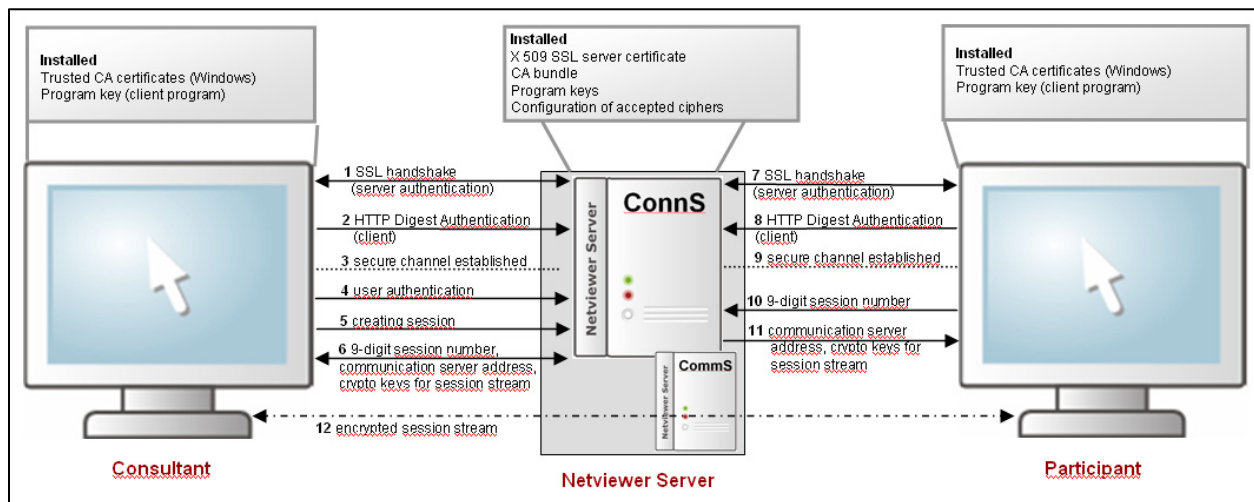 Installed
Trusted CA certificates (Windows)
Program key (client program)
Installed
X 509 SSL server certificate
CA bundle
Program keys
Configuration of accepted ciphers
Installed
Trusted CA certificates (Windows)
Program key (client program)
1 SSL handshake
(server authentication)
2 HTTP Digest Authentication
(client)
3 secure channel established
4 user authentication
5 creating session
6 9-digit session number,
communication server address,
crypto keys for session stream
Netviewer Server
ConnS
Netviewer Server
CommS
7 SSL handshake
(server authentication)
8 HTTP Digest Authentication
(client)
9 secure channel established
10 9-digit session number
11 communication server
address, crypto keys for
session stream
12 encrypted session stream
Consultant
Netviewer Server
Participant